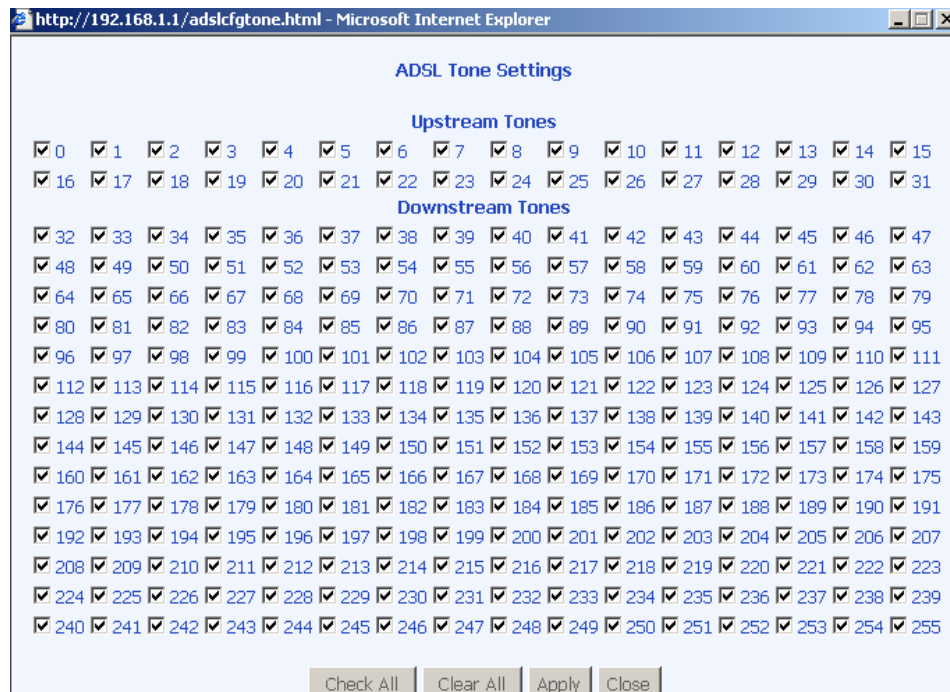 http://192.168.1.1/adslcfgtone.html - Microsoft Internet Explorer
ADSL Tone Settings
Upstream Tones
0 1 2 3 4 5 6 7 8 9 10 11 12 13 14 15
16 17 18 19 20 21 22 23 24 25 26 27 28 29 30 31
Downstream Tones
32 33 34 35 36 37 38 39 40 41 42 43 44 45 46 47
48 49 50 51 52 53 54 55 56 57 58 59 60 61 62 63
64 65 66 67 68 69 70 71 72 73 74 75 76 77 78 79
80 81 82 83 84 85 86 87 88 89 90 91 92 93 94 95
96 97 98 99 100 101 102 103 104 105 106 107 108 109 110 111
112 113 114 115 116 117 118 119 120 121 122 123 124 125 126 127
128 129 130 131 132 133 134 135 136 137 138 139 140 141 142 143
144 145 146 147 148 149 150 151 152 153 154 155 156 157 158 159
160 161 162 163 164 165 166 167 168 169 170 171 172 173 174 175
176 177 178 179 180 181 182 183 184 185 186 187 188 189 190 191
192 193 194 195 196 197 198 199 200 201 202 203 204 205 206 207
208 209 210 211 212 213 214 215 216 217 218 219 220 221 222 223
224 225 226 227 228 229 230 231 232 233 234 235 236 237 238 239
240 241 242 243 244 245 246 247 248 249 250 251 252 253 254 255
Check All Clear All Apply Close